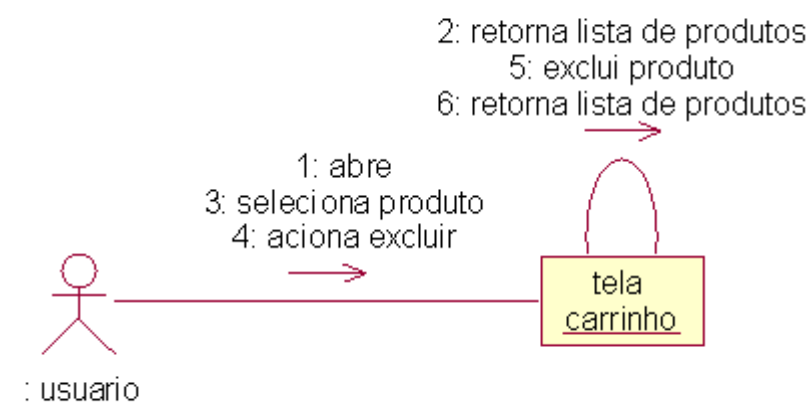 2: retorna lista de produtos
5: exclui produto
6: retorna lista de produtos
1: abre
3: seleciona produto
4: aciona excluir
tela
carrinho
: usuario